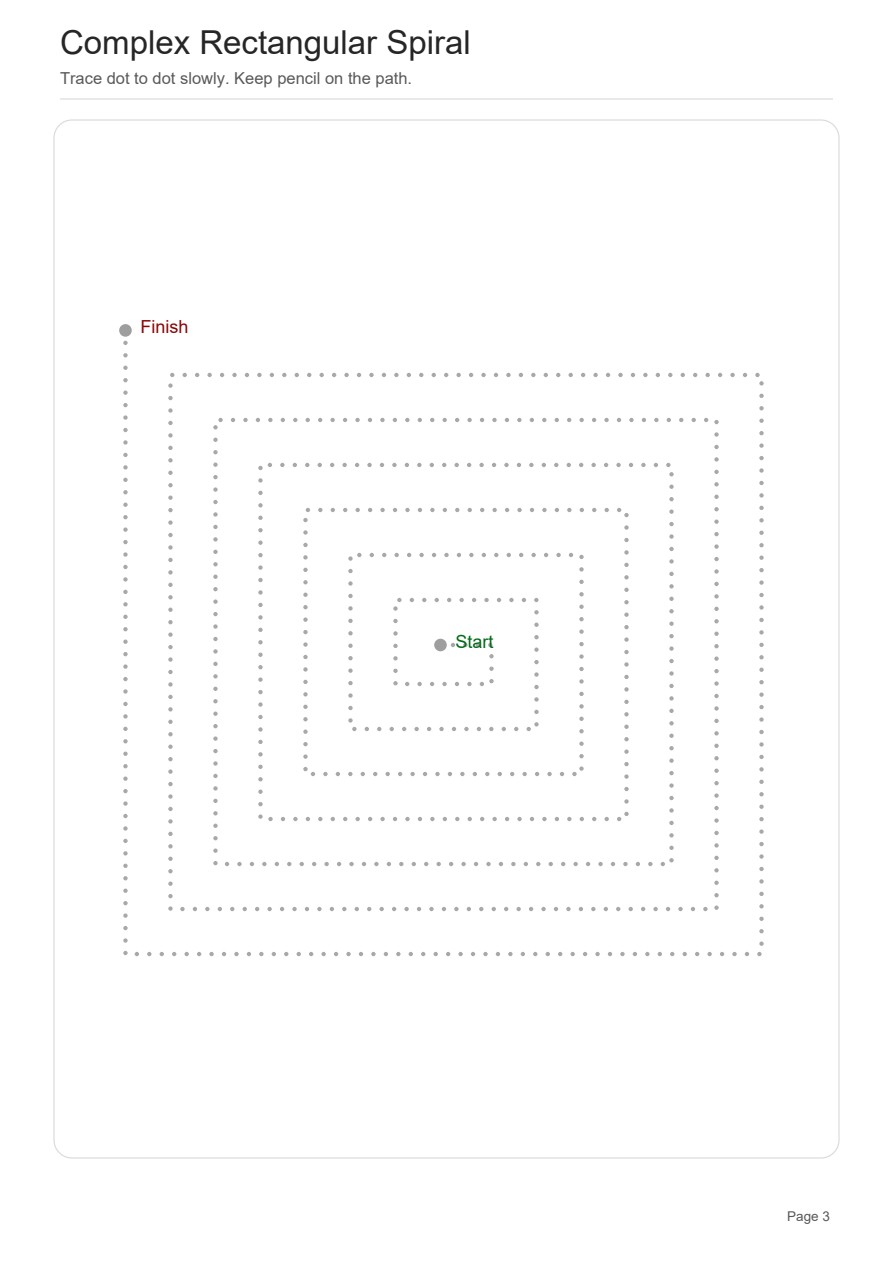 Complex Rectangular Spiral
Trace dot to dot slowly. Keep pencil on the path.
Finish
Start
Page 3